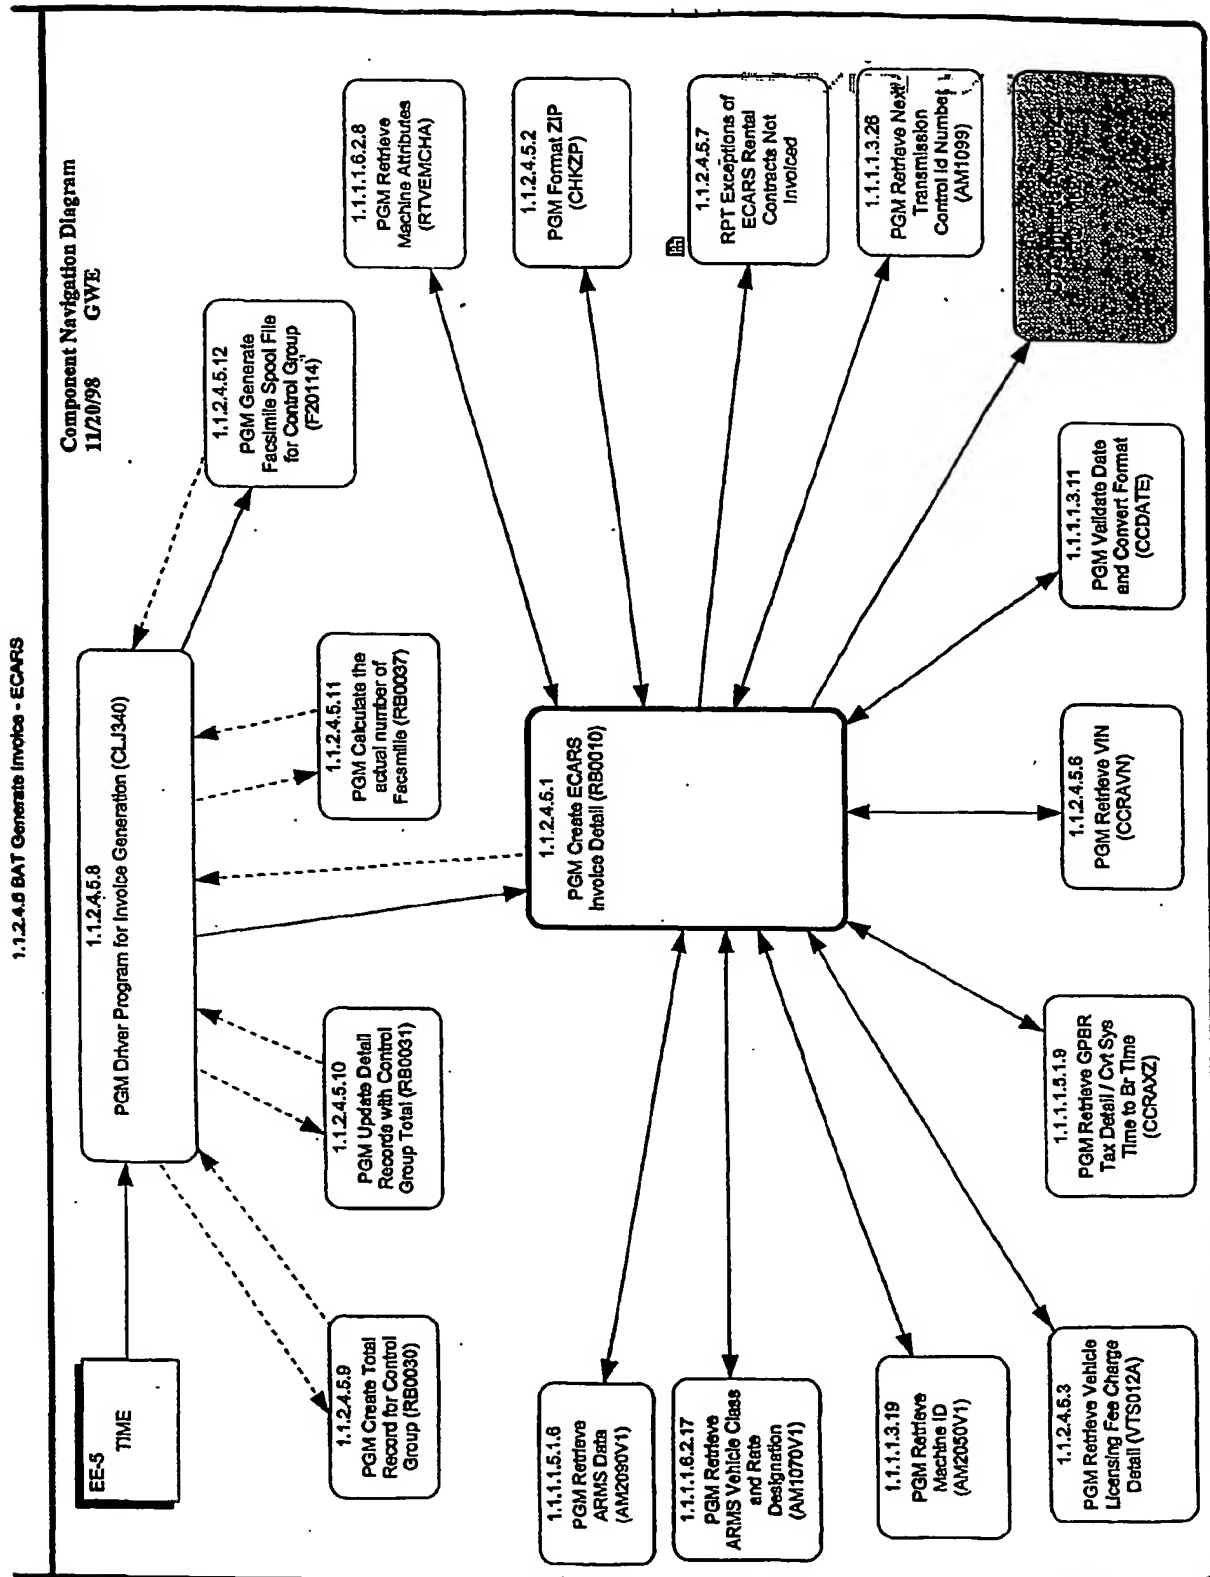 1.1.2.4.5 BAT Generate Invoice - ECARS
Component Navigation Diagram
11/20/98 GWE
EE-5
TIME
1.1.2.4.5.8
PGM Driver Program for Invoice Generation (CLJ340)
1.1.2.4.5.9
PGM Create Total
Record for Control
Group (RB0030)
1.1.2.4.5.10
PGM Update Detail
Records with Control
Group Total (RB0031)
1.1.2.4.5.11
PGM Calculate the
actual number of
Facsmilie (RB0037)
1.1.2.4.5.12
PGM Generate
Facsimile Spool File
for Control Group
(F20114)
1.1.2.4.5.1
PGM Create ECARS
Invoice Detail (RB0010)
1.1.1.1.5.1.6
PGM Retrieve
ARMS Data
(AM2090V1)
1.1.1.1.6.2.17
PGM Retrieve
ARMS Vehicle Class
and Rate
Designation
(AM1070V1)
1.1.1.1.3.19
PGM Retrieve
Machine ID
(AM2050V1)
1.1.2.4.5.3
PGM Retrieve Vehicle
Licensing Fee Charge
Detail (VTS012A)
1.1.1.1.5.1.9
PGM Retrieve GPBR
Tax Detail / Cvt Sys
Time to Br Time
(CCRAXZ)
1.1.2.4.5.6
PGM Retrieve VIN
(CCRAVN)
1.1.1.1.3.11
PGM Validate Date
and Convert Format
(CCDATE)
1.1.1.1.6.2.8
PGM Retrieve
Machine Attributes
(RTVEMCHA)
1.1.2.4.5.2
PGM Format ZIP
(CHKZP)
1.1.2.4.5.7
RPT Exceptions of
ECARS Rental
Contracts Not
Invoiced
1.1.1.1.3.26
PGM Retrieve Next
Transmission
Control Id Number
(AM1099)